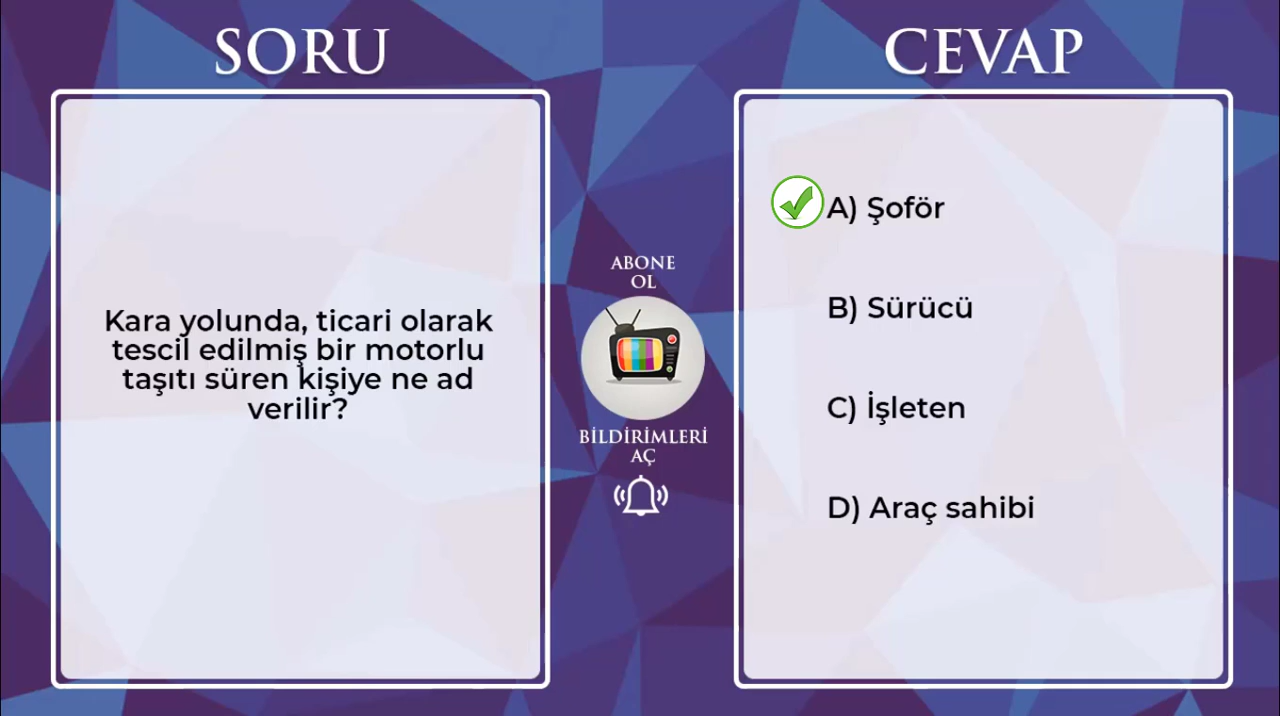 SORU
Kara yolunda, ticari olarak
tescil edilmiş bir motorlu
taşıtı süren kişiye ne ad
verilir?
ABONE
OL
BİLDİRİMLERİ
AÇ
CEVAP
A) Şoför
B) Sürücü
C) İşleten
D) Araç sahibi